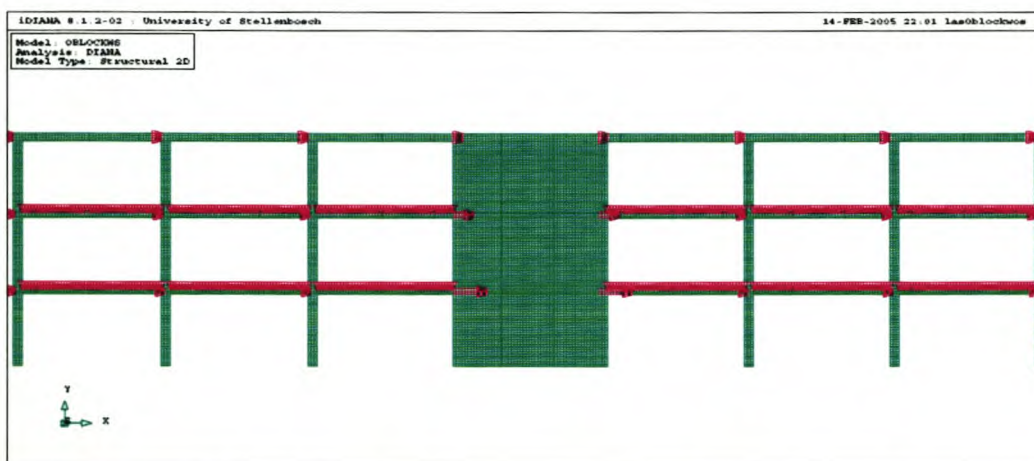 iDIANA 8.1.2-02 : University of Stellenbosch 14-FEB-2005 22:01 las0blockwos
Model: OBLOCKWS
Analysis: DIANA
Model Type: Structural 2D
Y
X